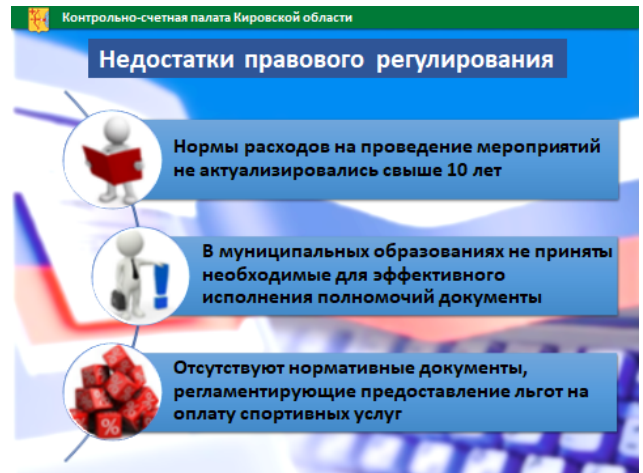 Контрольно-счетная палата Кировской области
Недостатки правового регулирования
Нормы расходов на проведение мероприятий
не актуализировались свыше 10 лет
В муниципальных образованиях не приняты
необходимые для эффективного
исполнения полномочий документы
Отсутствуют нормативные документы,
регламентирующие предоставление льгот на
оплату спортивных услуг
%